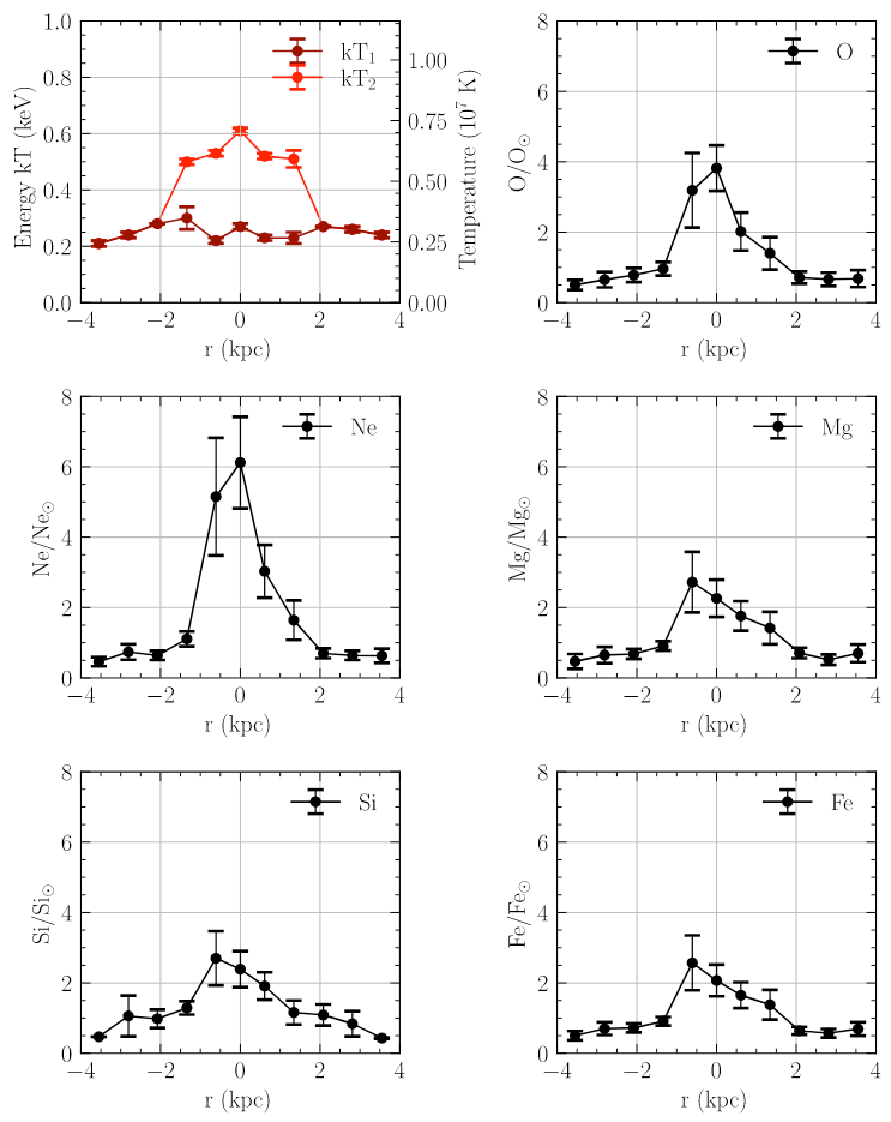 1.0
0.8
0.6
0.4
0.2
0.0
Energy kT (keV)
kT₁
kT₂
1.00
0.75
0.50
0.25
0.00
Temperature (10⁷ K)
−4 −2 0 2 4
r (kpc)
8
6
4
2
0
O/O⊙
O
−4 −2 0 2 4
r (kpc)
8
6
4
2
0
Ne/Ne⊙
Ne
−4 −2 0 2 4
r (kpc)
8
6
4
2
0
Mg/Mg⊙
Mg
−4 −2 0 2 4
r (kpc)
8
6
4
2
0
Si/Si⊙
Si
−4 −2 0 2 4
r (kpc)
8
6
4
2
0
Fe/Fe⊙
Fe
−4 −2 0 2 4
r (kpc)